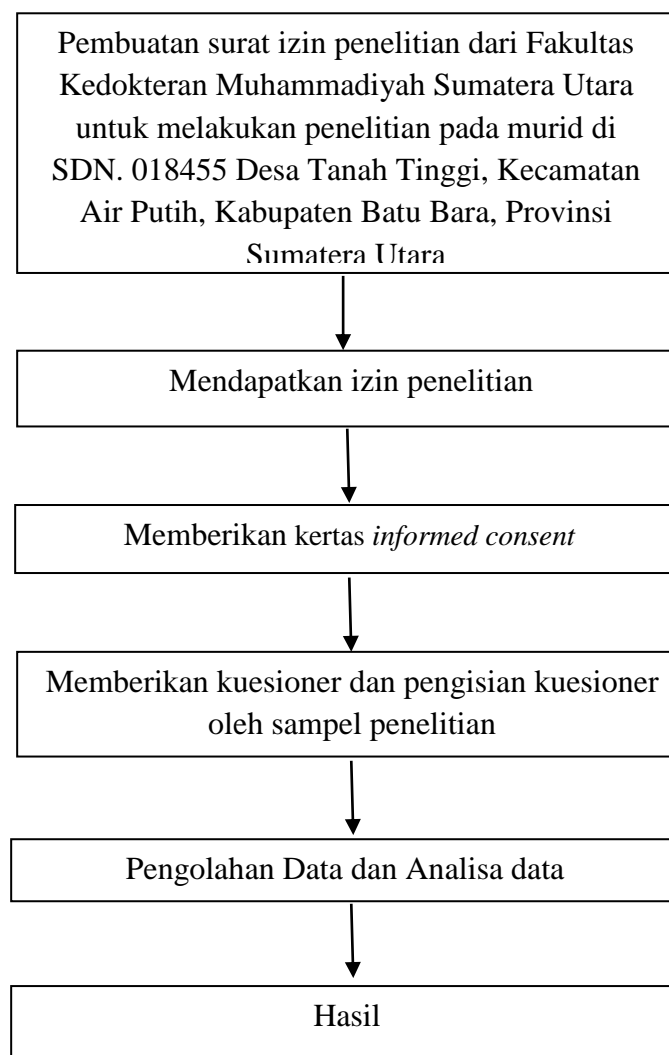 Pembuatan surat izin penelitian dari Fakultas
Kedokteran Muhammadiyah Sumatera Utara
untuk melakukan penelitian pada murid di
SDN. 018455 Desa Tanah Tinggi, Kecamatan
Air Putih, Kabupaten Batu Bara, Provinsi
Sumatera Utara
Mendapatkan izin penelitian
Memberikan kertas informed consent
Memberikan kuesioner dan pengisian kuesioner
oleh sampel penelitian
Pengolahan Data dan Analisa data
Hasil